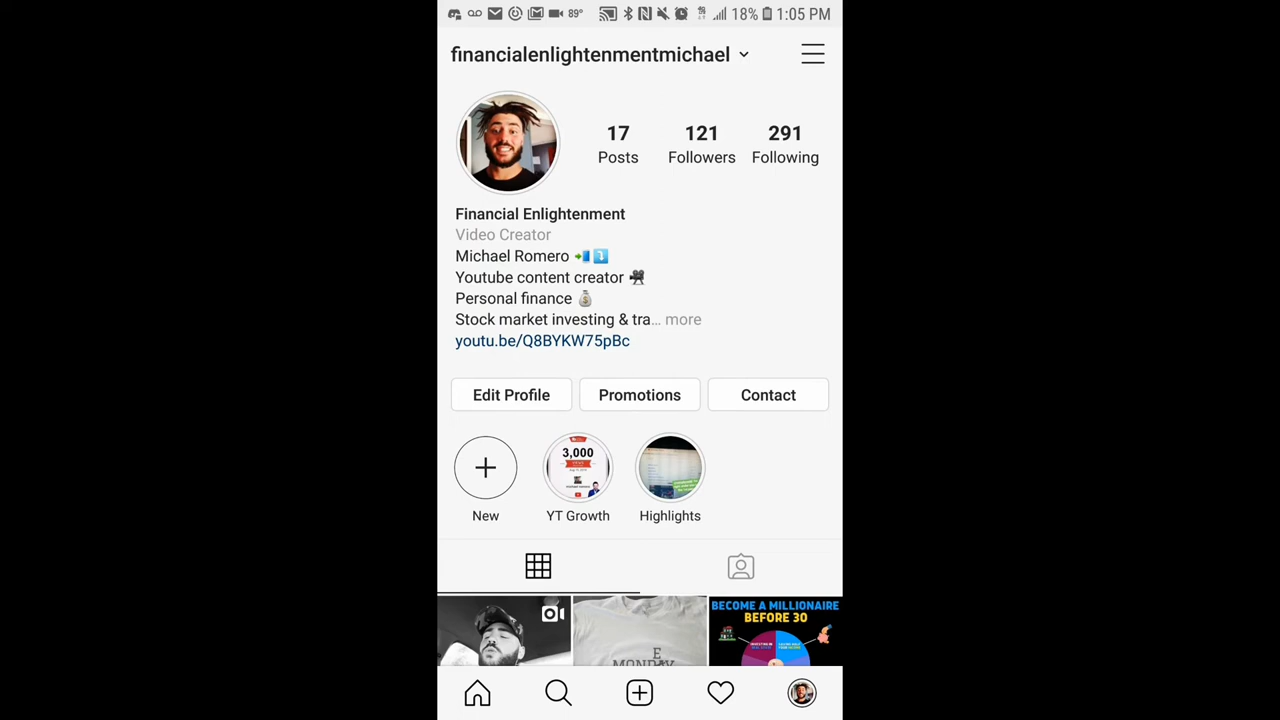 89° 18% 1:05 PM
financialenlightenmentmichael
17 121 291
Posts Followers Following
Financial Enlightenment
Video Creator
Michael Romero
Youtube content creator
Personal finance
Stock market investing & tra... more
youtu.be/Q8BYKW75pBc
Edit Profile Promotions Contact
3,000
New YT Growth Highlights
BECOME A MILLIONAIRE
BEFORE 30
E
MONDAY